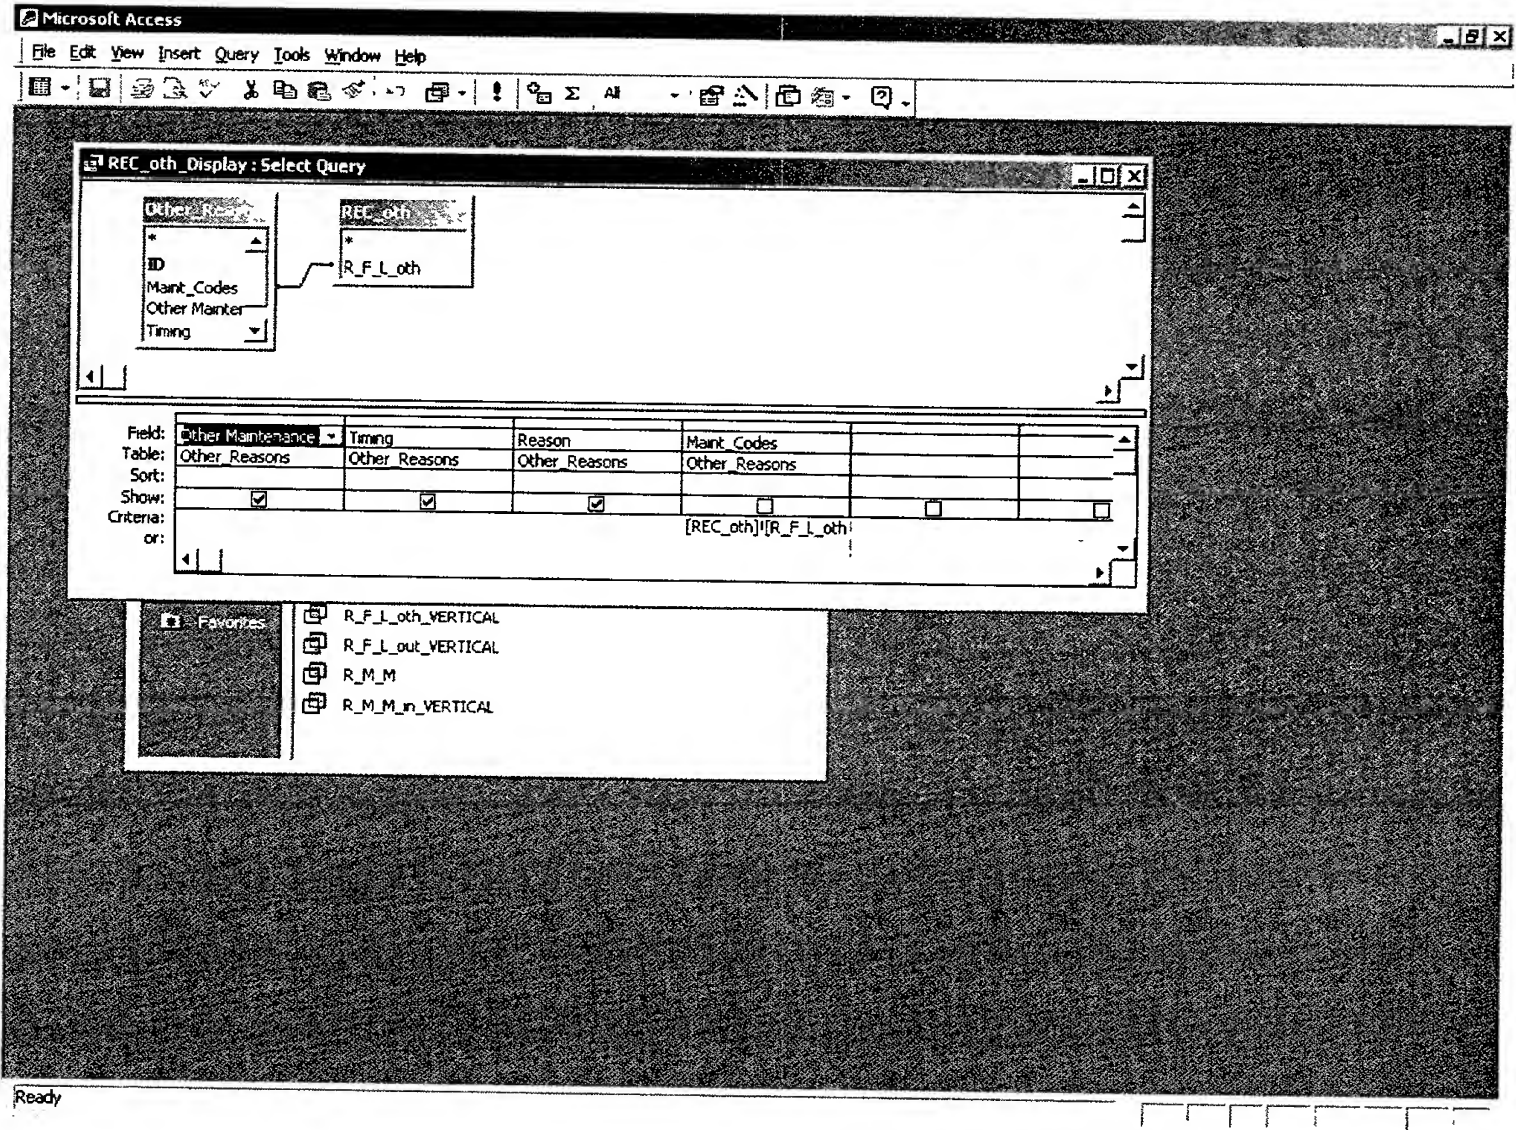 Microsoft Access
File Edit View Insert Query Tools Window Help
All
REC_oth_Display : Select Query
REC_oth
*
*
ID
R_F_L_oth
Maint_Codes
Other Mainter
Timing
Field: Other Maintenance Timing Reason Maint_Codes
Table: Other_Reasons Other_Reasons Other_Reasons Other_Reasons
Sort:
Show:
Criteria: [REC_oth]![R_F_L_oth
or:
Favorites
R_F_L_oth_VERTICAL
R_F_L_out_VERTICAL
R_M_M
R_M_M_in_VERTICAL
Ready